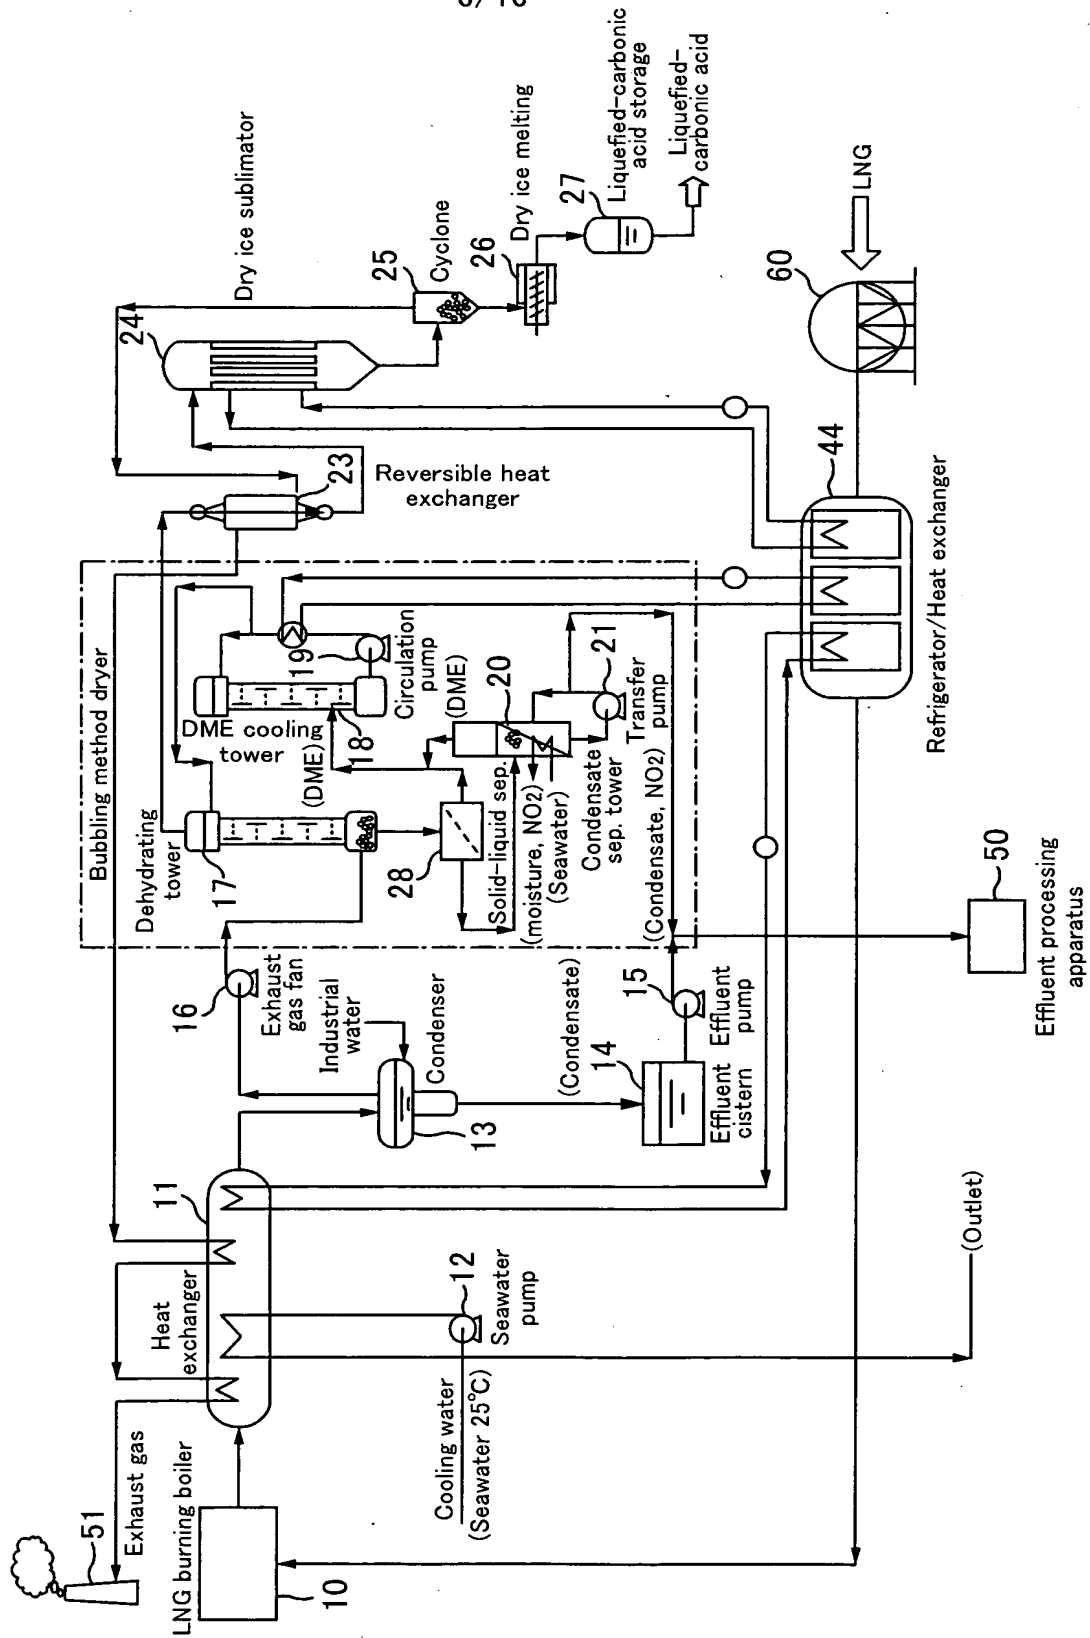 6/16
Dry ice sublimator
24
25
Cyclone
26
Dry ice melting
27
Liquefied-carbonic
acid storage
Liquefied-
carbonic acid
23
Reversible heat
exchanger
60
LNG
44
Refrigerator/Heat exchanger
Bubbling method dryer
Dehydrating
tower
17
DME cooling
tower
(DME)
18
19
Circulation
pump
(DME)
28
Solid-liquid sep.
(moisture, NO2)
(Seawater)
20
21
Condensate
sep. tower
Transfer
pump
(Condensate, NO2)
16
Exhaust
gas fan
Industrial
water
Condenser
13
(Condensate)
14
Effluent
cistern
15
Effluent
pump
50
Effluent processing
apparatus
11
Heat
exchanger
12
Seawater
pump
Cooling water
(Seawater 25°C)
(Outlet)
51
Exhaust gas
LNG burning boiler
10